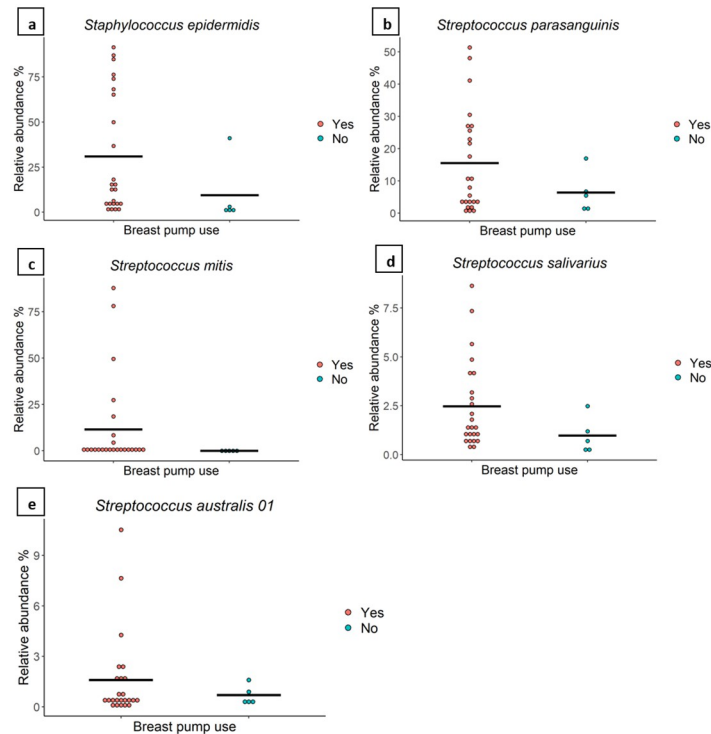 a
Staphylococcus epidermidis
Relative abundance %
75
50
25
0
Breast pump use
Yes
No
b
Streptococcus parasanguinis
Relative abundance %
50
40
30
20
10
0
Breast pump use
Yes
No
c
Streptococcus mitis
Relative abundance %
75
50
25
0
Breast pump use
Yes
No
d
Streptococcus salivarius
Relative abundance %
7.5
5.0
2.5
0.0
Breast pump use
Yes
No
e
Streptococcus australis 01
Relative abundance %
9
6
3
0
Breast pump use
Yes
No